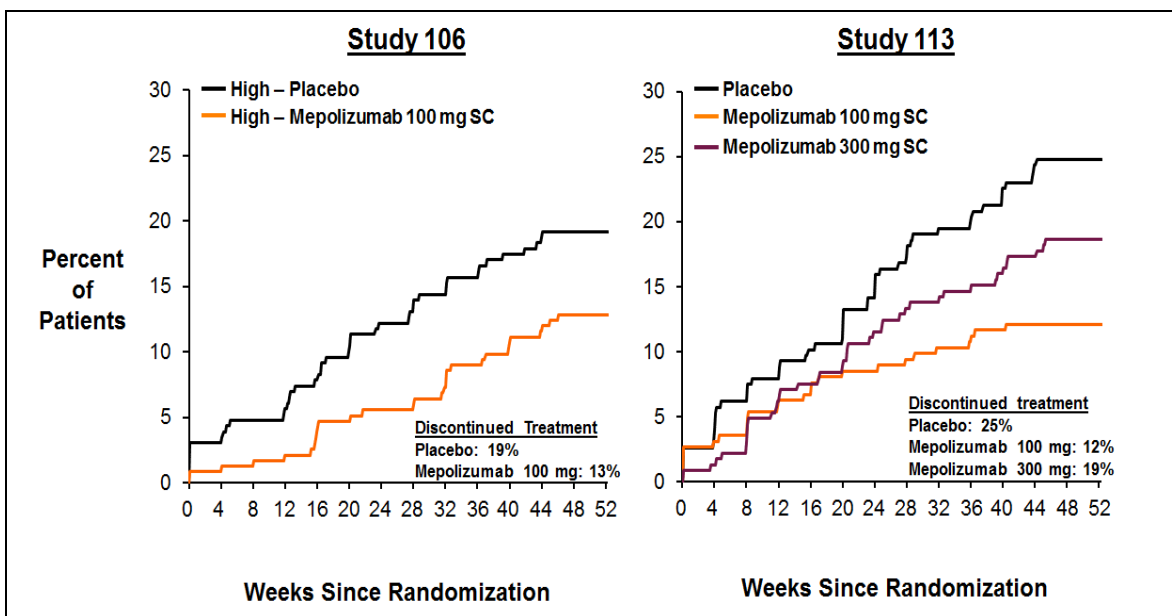 Study 106
High – Placebo
High – Mepolizumab 100 mg SC
30
25
20
15
10
5
0
0 4 8 12 16 20 24 28 32 36 40 44 48 52
Discontinued Treatment
Placebo: 19%
Mepolizumab 100 mg: 13%
Percent
of
Patients
Weeks Since Randomization
Study 113
Placebo
Mepolizumab 100 mg SC
Mepolizumab 300 mg SC
30
25
20
15
10
5
0
0 4 8 12 16 20 24 28 32 36 40 44 48 52
Discontinued treatment
Placebo: 25%
Mepolizumab 100 mg: 12%
Mepolizumab 300 mg: 19%
Weeks Since Randomization